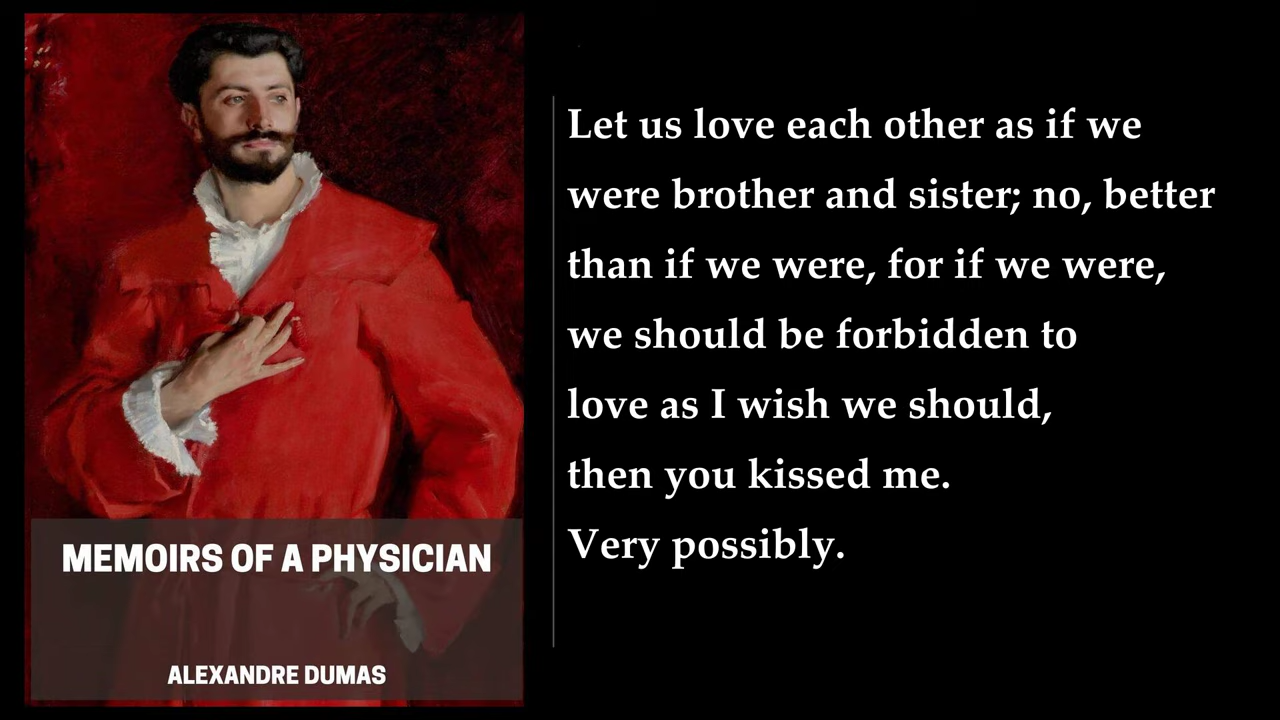 MEMOIRS OF A PHYSICIAN
ALEXANDRE DUMAS
Let us love each other as if we
were brother and sister; no, better
than if we were, for if we were,
we should be forbidden to
love as I wish we should,
then you kissed me.
Very possibly.